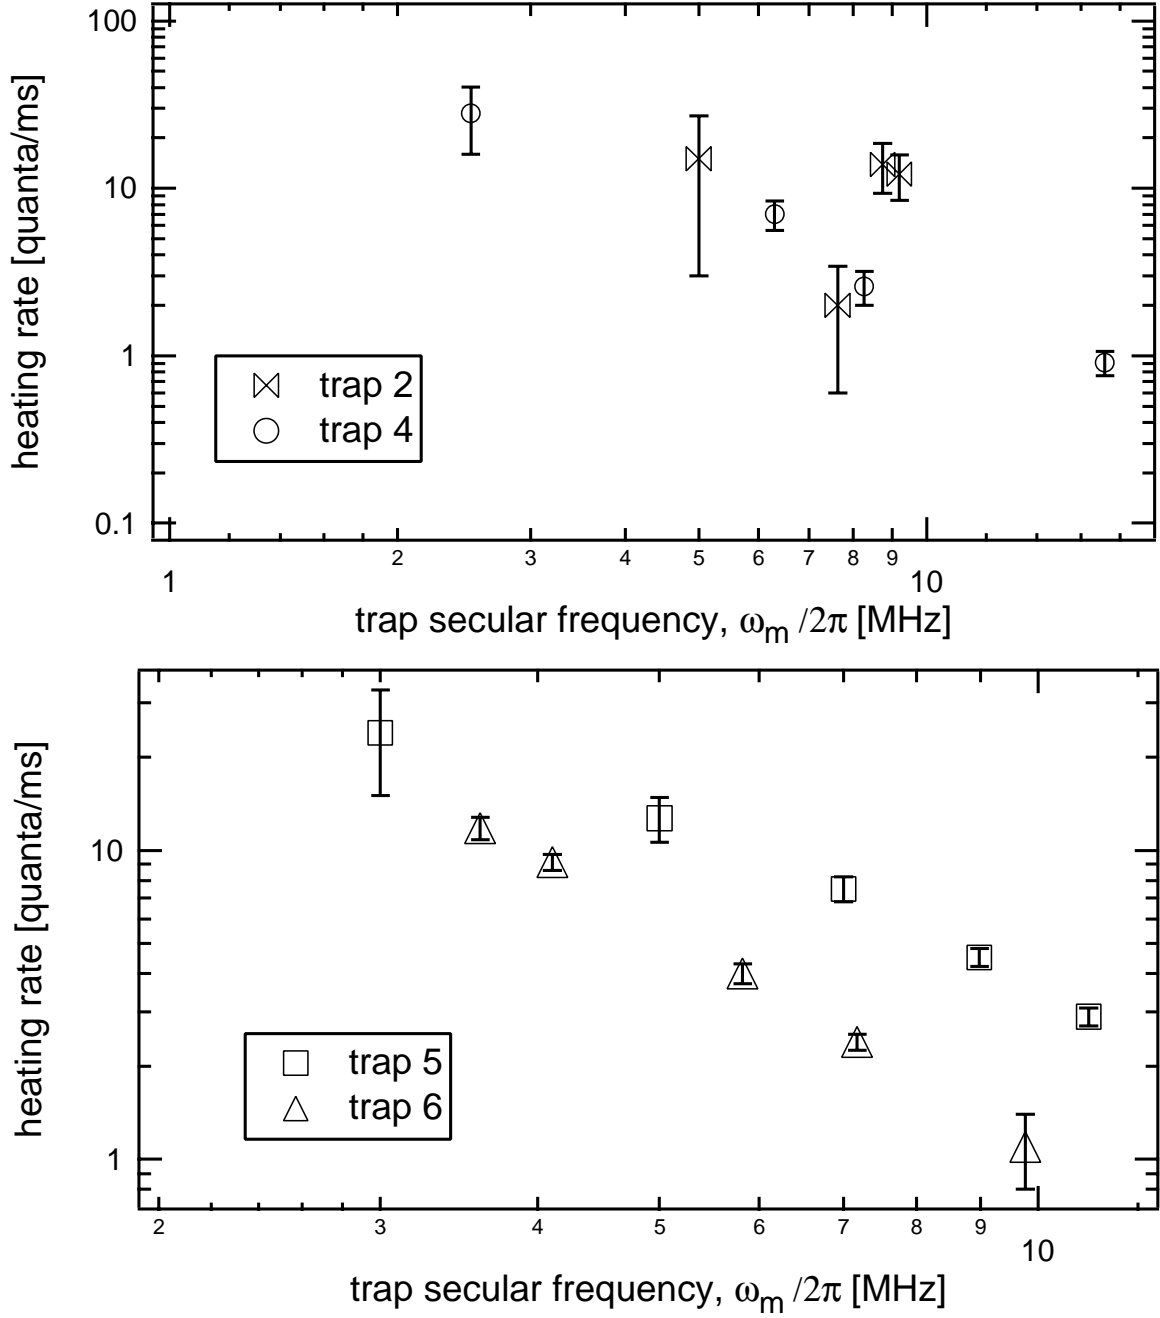 100
10
1
0.1
heating rate [quanta/ms]
trap 2
trap 4
2 3 4 5 6 7 8 9
1 10
trap secular frequency, ωm /2π [MHz]
10
1
heating rate [quanta/ms]
trap 5
trap 6
2 3 4 5 6 7 8 9
10
trap secular frequency, ωm /2π [MHz]